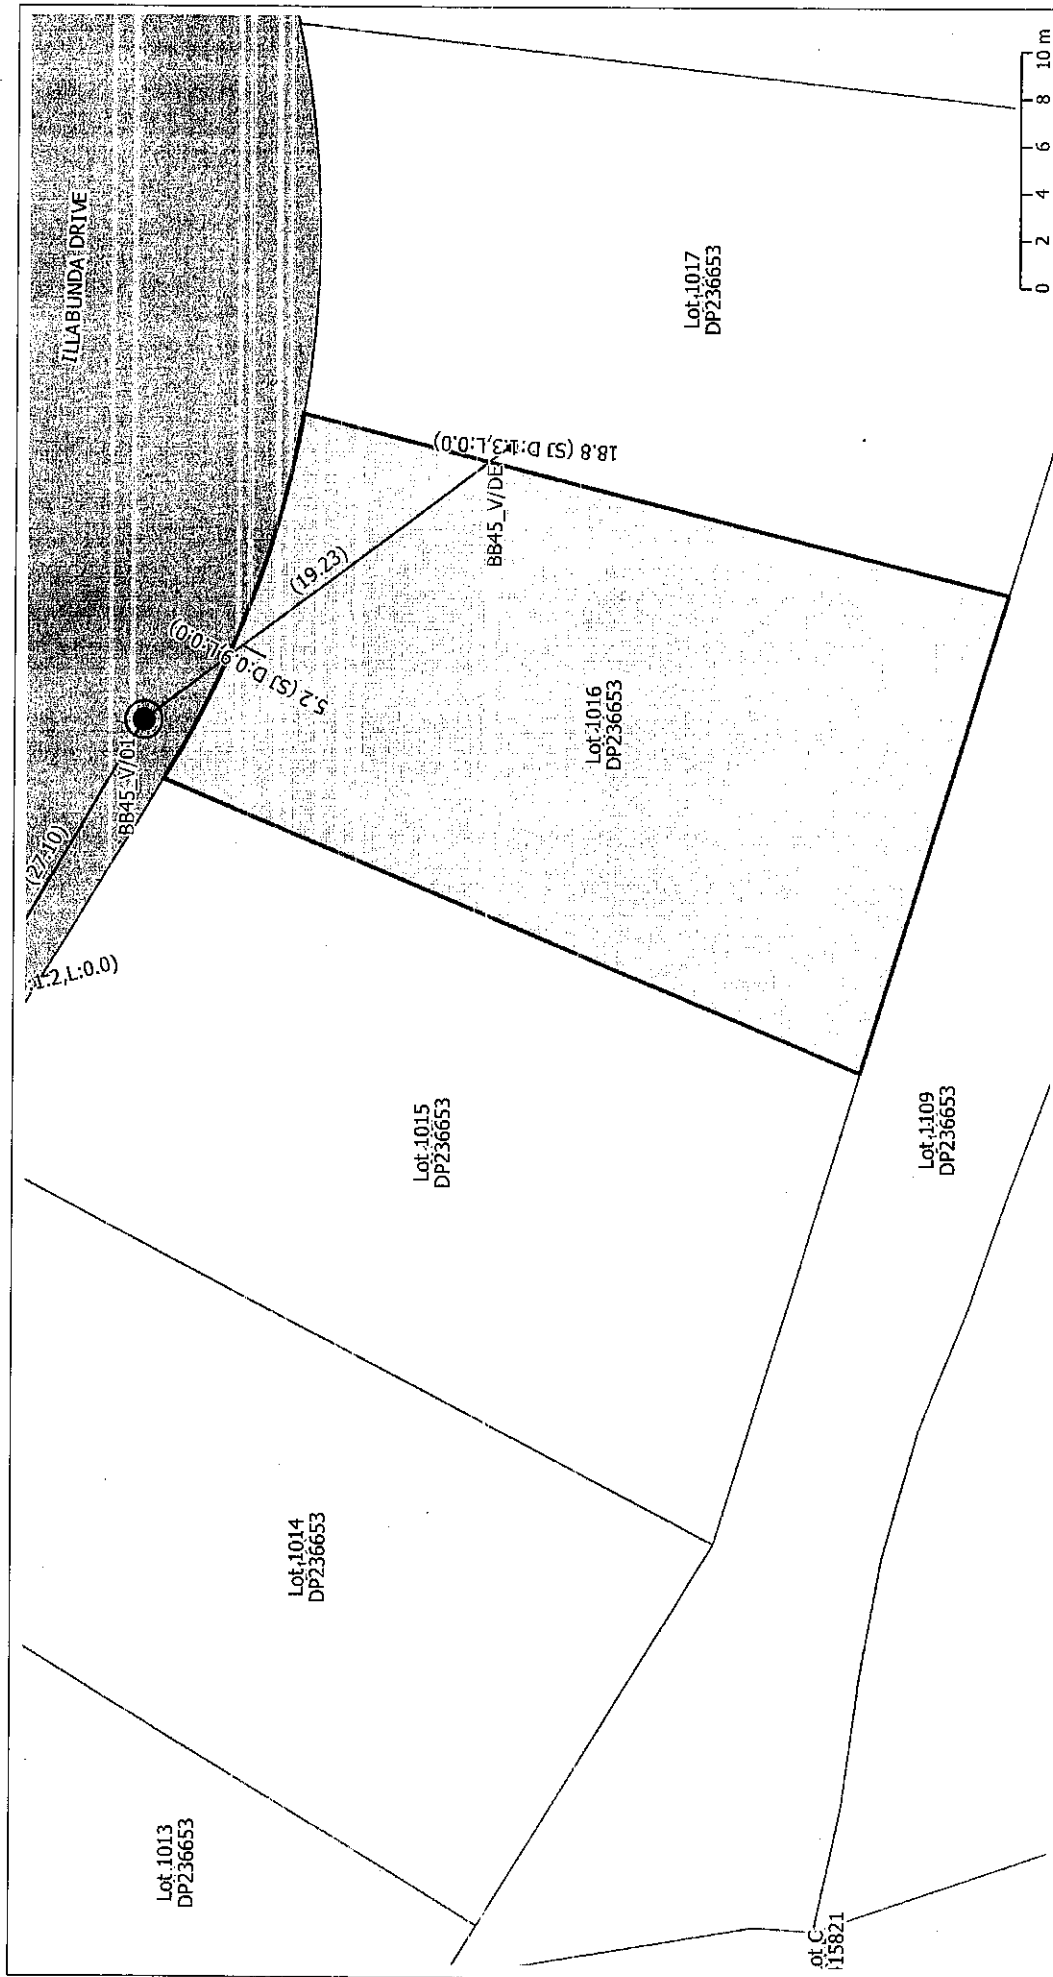 ILLABUNDA DRIVE
(27.10)
BB45_V/01
:1.2,L:0.0)
5.2 (SJ D:0.9,L:0.0)
(19.23)
18.8 (SJ D:1.3,L:0.0)
BB45_V/DE
Lot 1017
DP236653
Lot 1016
DP236653
Lot 1015
DP236653
Lot 1109
DP236653
Lot 1014
DP236653
Lot 1013
DP236653
ot C
15821
0 2 4 6 8 10 m